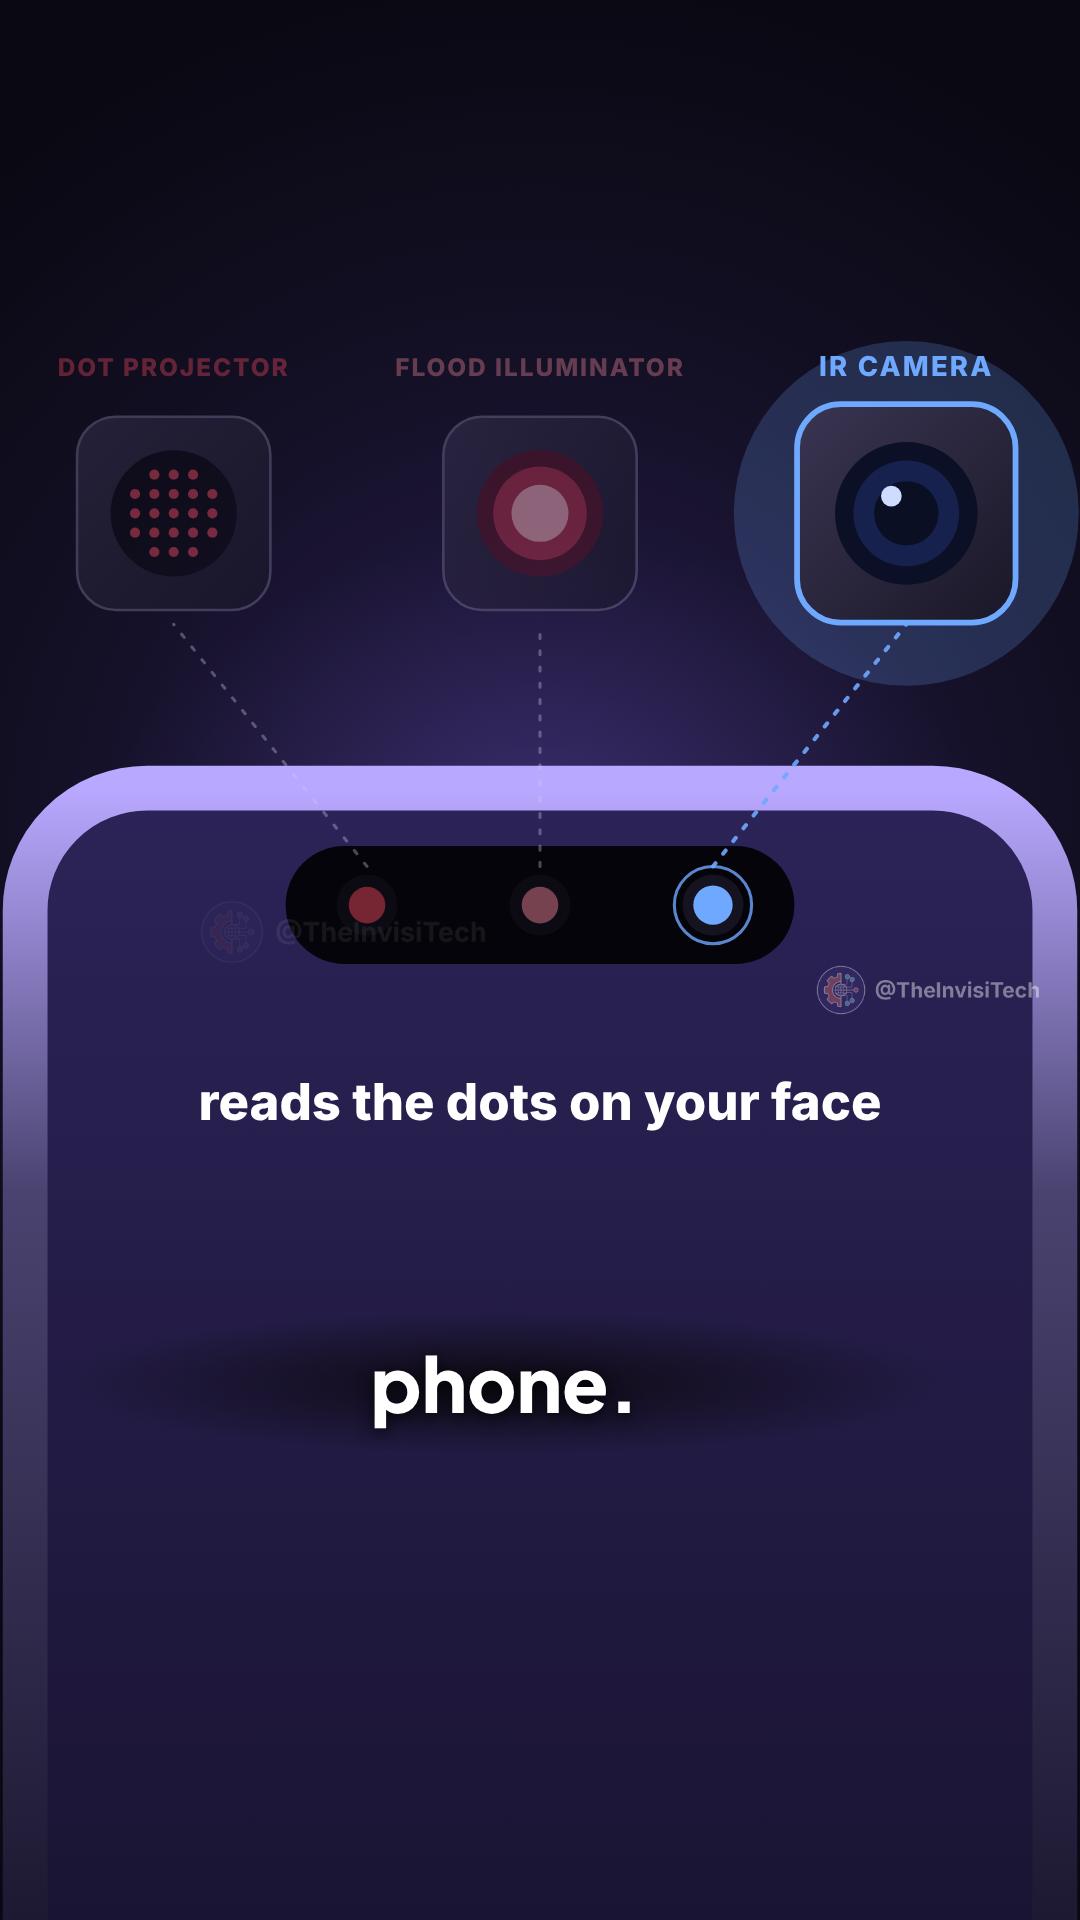 DOT PROJECTOR
FLOOD ILLUMINATOR
IR CAMERA
@TheInvisiTech
@TheInvisiTech
reads the dots on your face
phone.